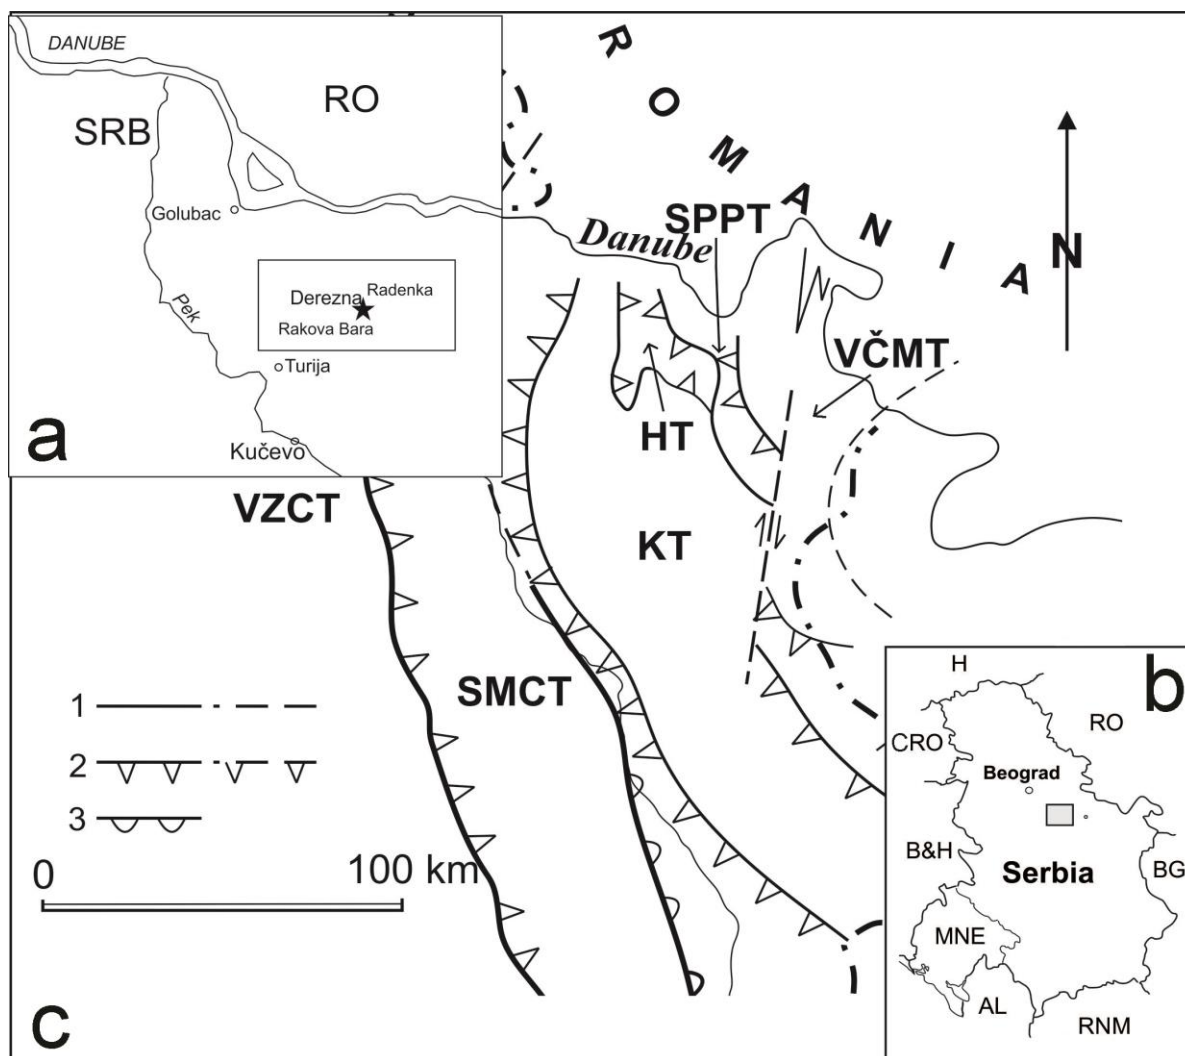 DANUBE
RO
SRB
Golubac
Derezna
Radenka
Rakova Bara
Pek
Turija
Kučevo
a
ROMANIA
N
SPPT
Danube
VČMT
HT
VZCT
KT
SMCT
1
2
3
0
100 km
c
b
H
RO
CRO
Beograd
B&H
Serbia
BG
MNE
AL
RNM